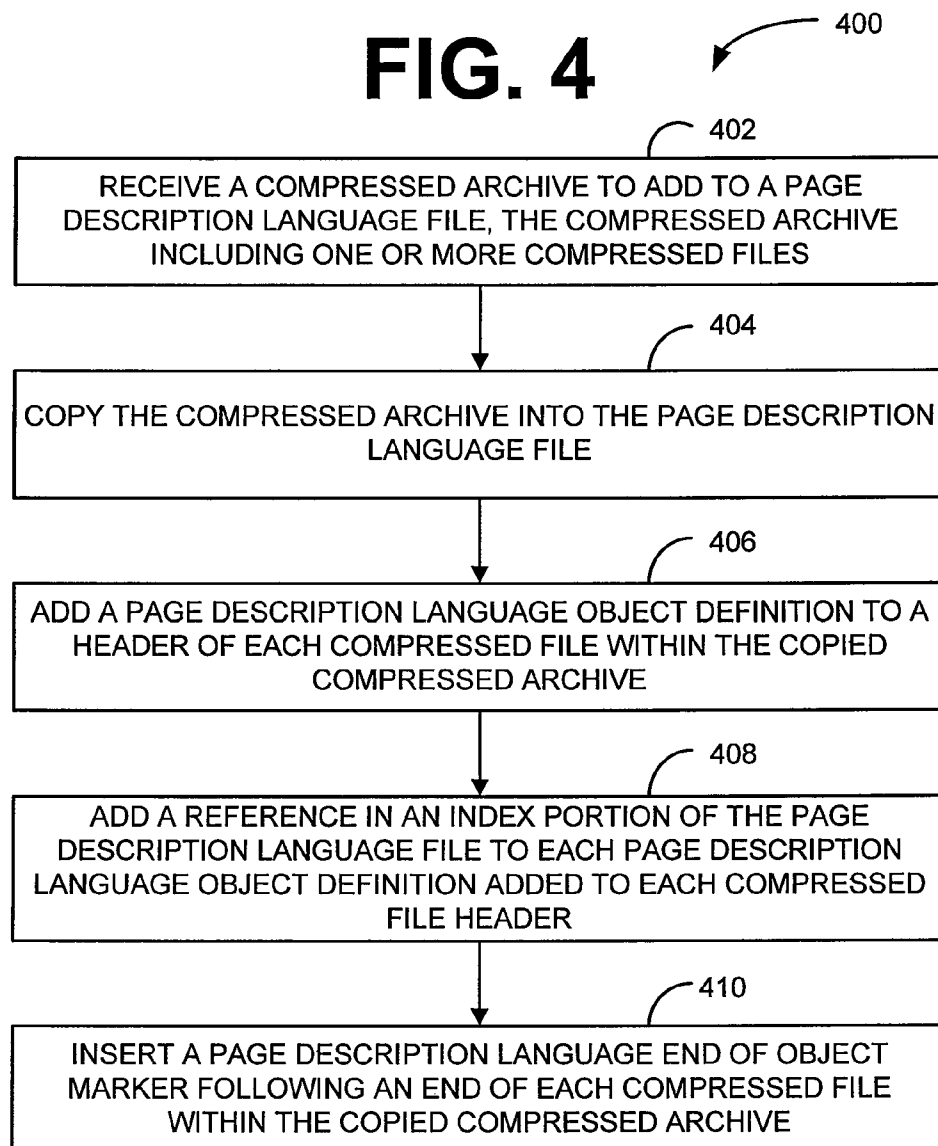 FIG. 4
400
402
RECEIVE A COMPRESSED ARCHIVE TO ADD TO A PAGE
DESCRIPTION LANGUAGE FILE, THE COMPRESSED ARCHIVE
INCLUDING ONE OR MORE COMPRESSED FILES
404
COPY THE COMPRESSED ARCHIVE INTO THE PAGE DESCRIPTION
LANGUAGE FILE
406
ADD A PAGE DESCRIPTION LANGUAGE OBJECT DEFINITION TO A
HEADER OF EACH COMPRESSED FILE WITHIN THE COPIED
COMPRESSED ARCHIVE
408
ADD A REFERENCE IN AN INDEX PORTION OF THE PAGE
DESCRIPTION LANGUAGE FILE TO EACH PAGE DESCRIPTION
LANGUAGE OBJECT DEFINITION ADDED TO EACH COMPRESSED
FILE HEADER
410
INSERT A PAGE DESCRIPTION LANGUAGE END OF OBJECT
MARKER FOLLOWING AN END OF EACH COMPRESSED FILE
WITHIN THE COPIED COMPRESSED ARCHIVE